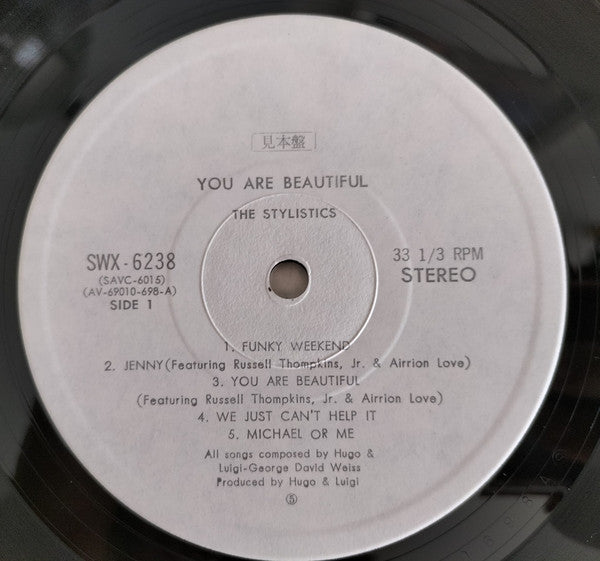 見本盤
YOU ARE BEAUTIFUL
THE STYLISTICS
SWX-6238
(SAVC-6015)
(AV-69010-698-A)
SIDE 1
33 1/3 RPM
STEREO
1. FUNKY WEEKEND
2. JENNY(Featuring Russell Thompkins, Jr. & Airrion Love)
3. YOU ARE BEAUTIFUL
(Featuring Russell Thompkins, Jr. & Airrion Love)
4. WE JUST CAN'T HELP IT
5. MICHAEL OR ME
All songs composed by Hugo &
Luigi-George David Weiss
Produced by Hugo & Luigi
⑤